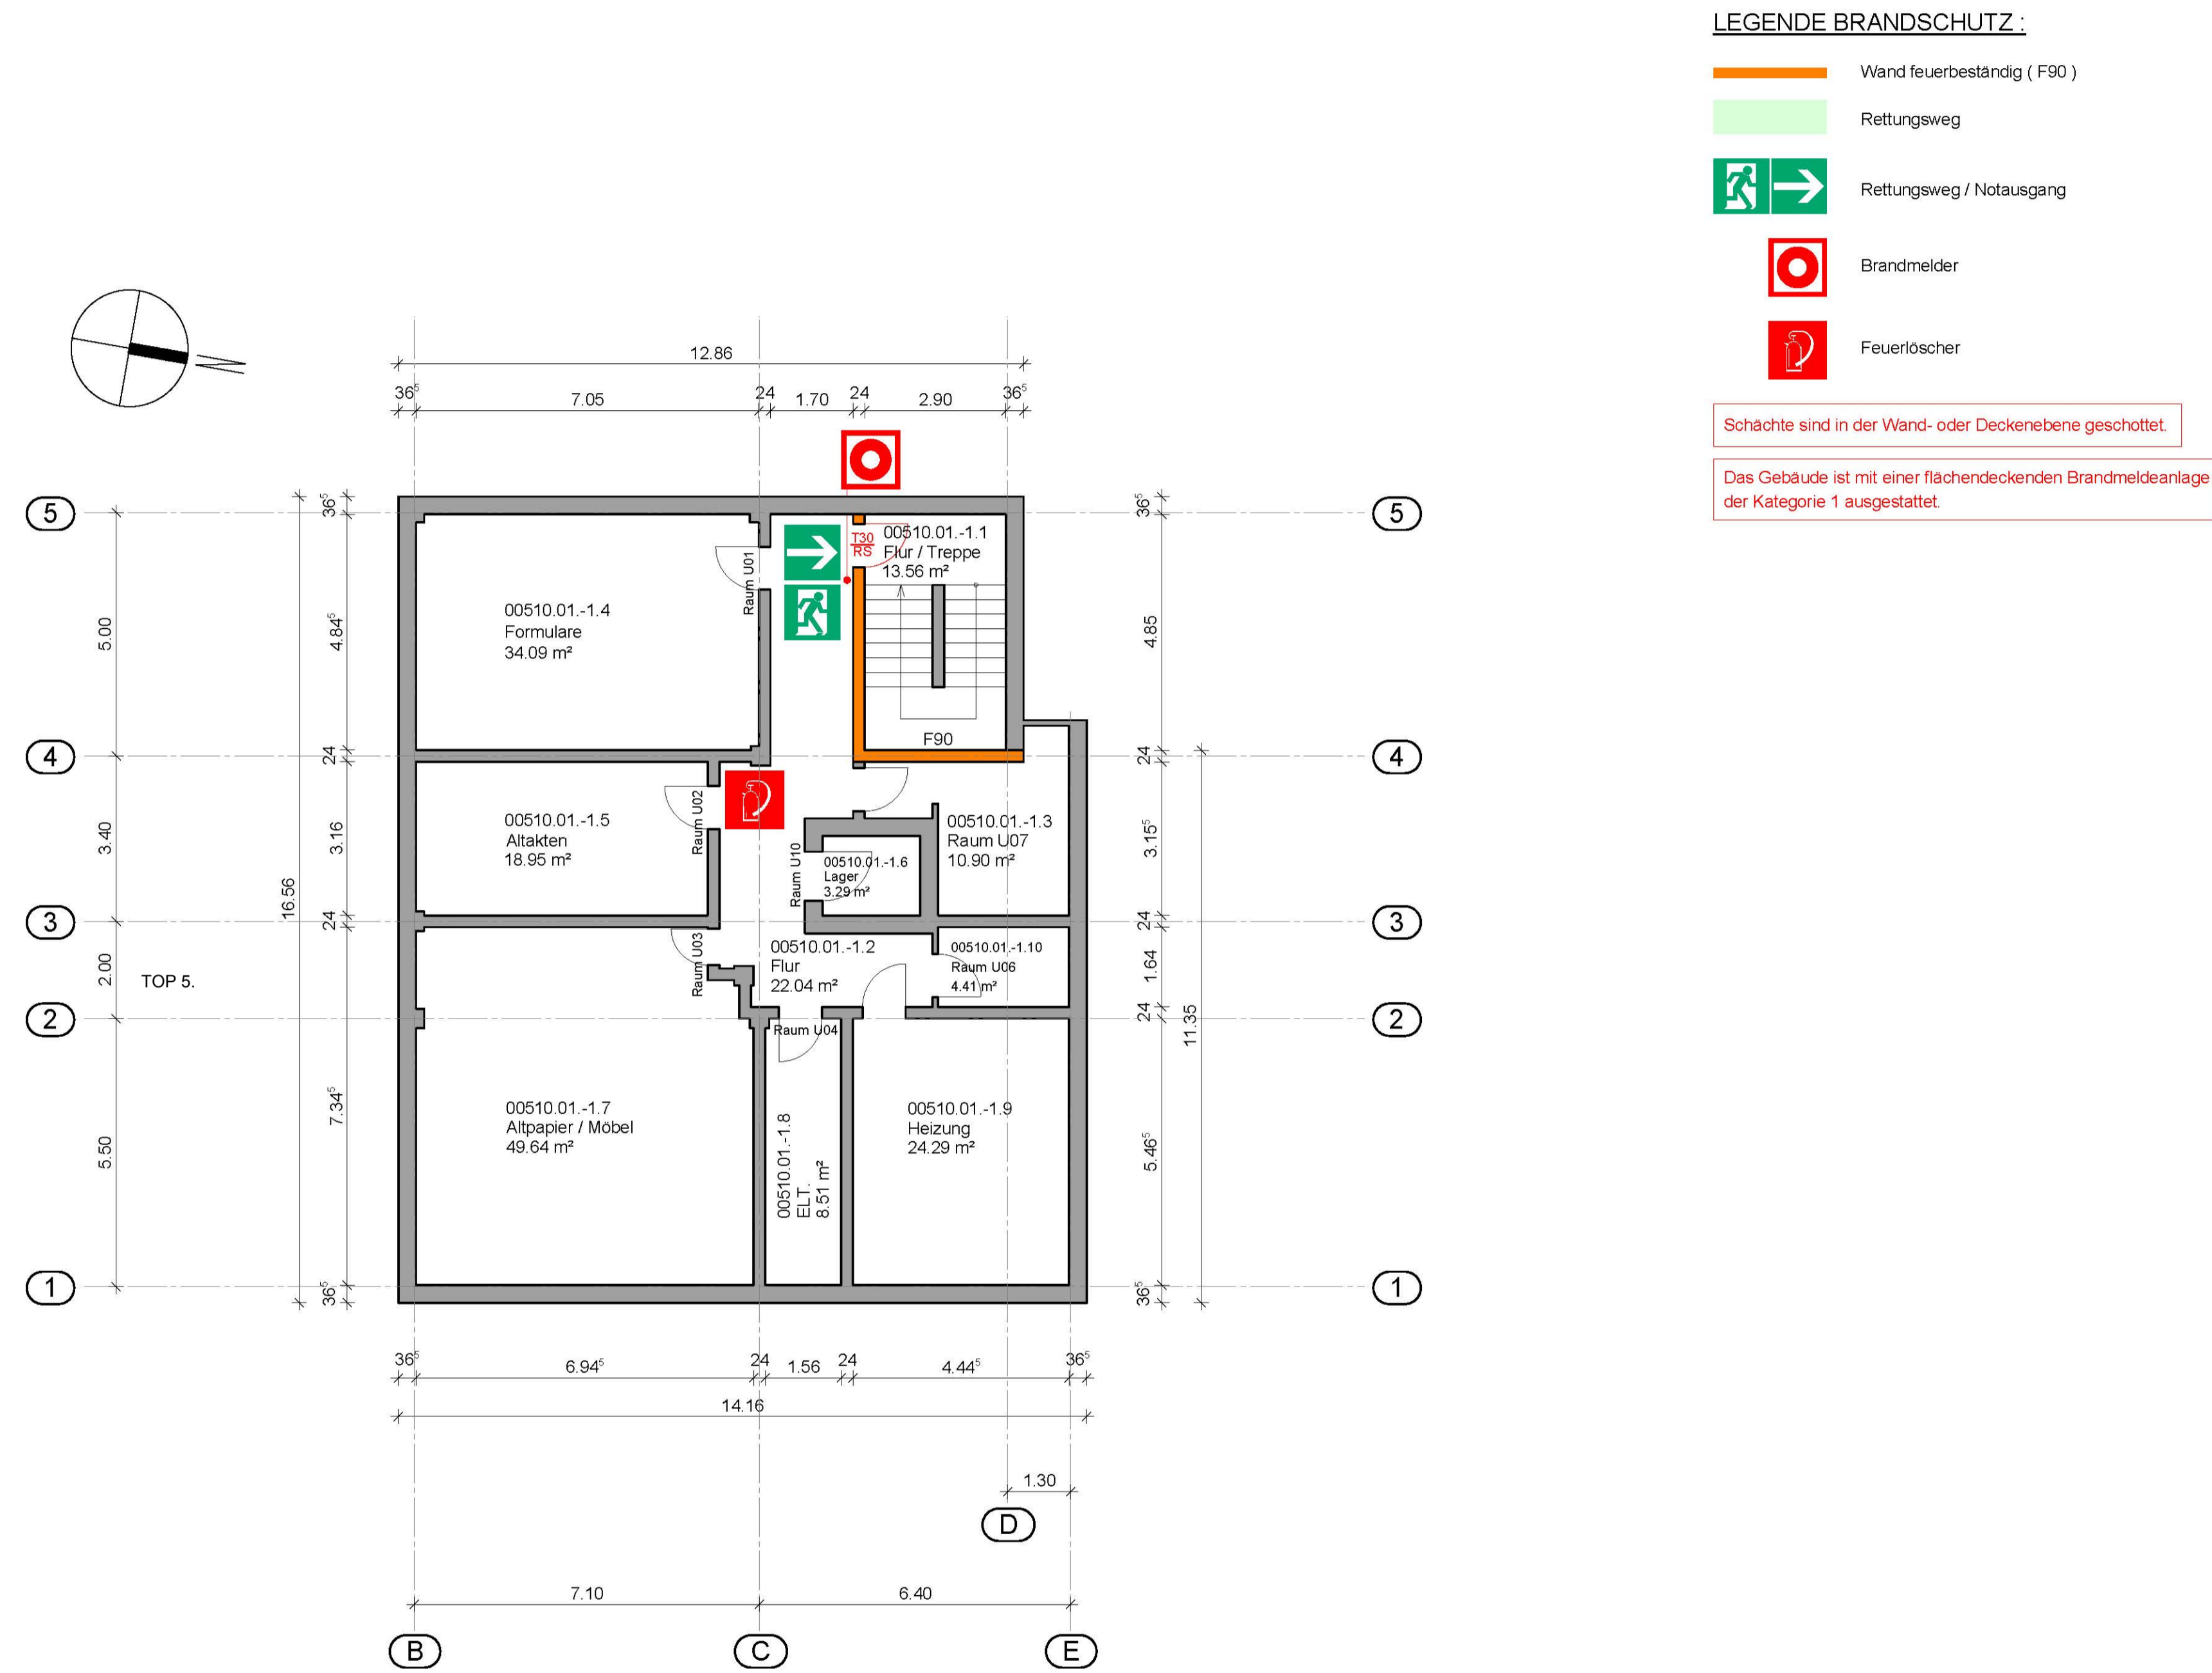 LEGENDE BRANDSCHUTZ :
Wand feuerbeständig ( F90 )
Rettungsweg
Rettungsweg / Notausgang
Brandmelder
Feuerlöscher
Schächte sind in der Wand- oder Deckenebene geschottet.
Das Gebäude ist mit einer flächendeckenden Brandmeldeanlage
der Kategorie 1 ausgestattet.
12.86
36⁵ 7.05 24 1.70 24 2.90 36⁵
5
4
3
2
1
5.00
3.40
2.00
5.50
TOP 5.
16.56
36⁵
4.84⁵
24
3.16
24
7.34⁵
36⁵
00510.01.-1.4
Formulare
34.09 m²
Raum U01
T30
RS
00510.01.-1.1
Flur / Treppe
13.56 m²
F90
00510.01.-1.5
Altakten
18.95 m²
Raum U02
Raum U10
00510.01.-1.6
Lager
3.29 m²
00510.01.-1.3
Raum U07
10.90 m²
Raum U03
00510.01.-1.2
Flur
22.04 m²
00510.01.-1.10
Raum U06
4.41 m²
Raum U04
00510.01.-1.7
Altpapier / Möbel
49.64 m²
00510.01.-1.8
ELT.
8.51 m²
00510.01.-1.9
Heizung
24.29 m²
36⁵
4.85
24
3.15⁵
24
1.64
24
5.46⁵
36⁵
11.35
5
4
3
2
1
36⁵ 6.94⁵ 24 1.56 24 4.44⁵ 36⁵
14.16
1.30
D
7.10 6.40
B C E